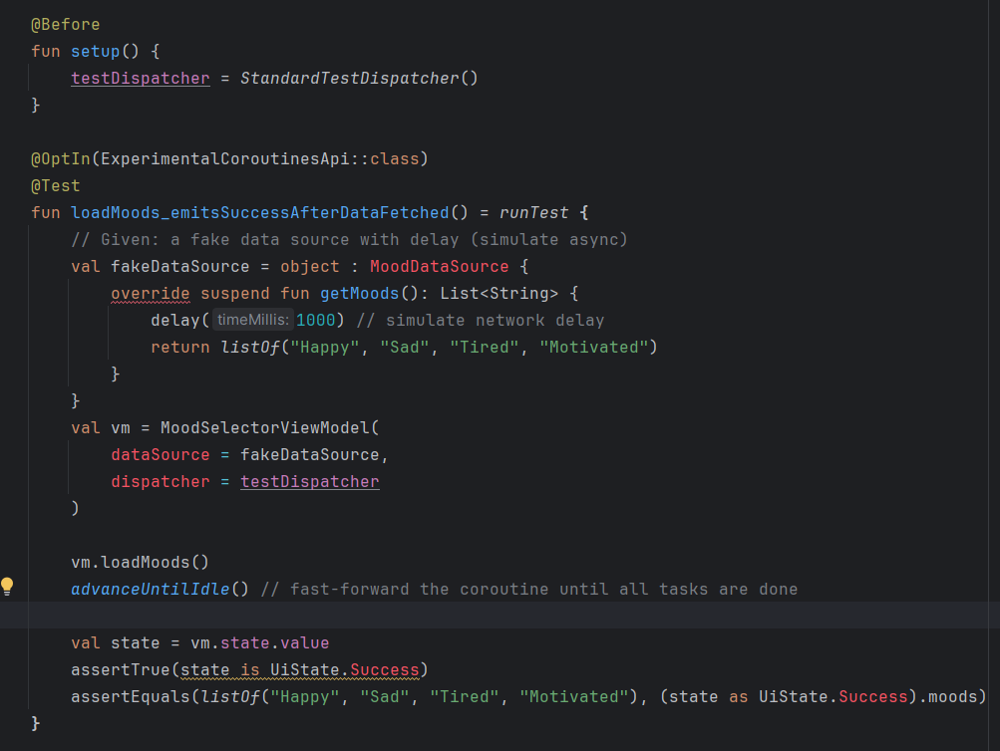 @Before
fun setup() {
testDispatcher = StandardTestDispatcher()
}
@OptIn(ExperimentalCoroutinesApi::class)
@Test
fun loadMoods_emitsSuccessAfterDataFetched() = runTest {
// Given: a fake data source with delay (simulate async)
val fakeDataSource = object : MoodDataSource {
override suspend fun getMoods(): List<String> {
delay( timeMillis: 1000) // simulate network delay
return listOf("Happy", "Sad", "Tired", "Motivated")
}
}
val vm = MoodSelectorViewModel(
dataSource = fakeDataSource,
dispatcher = testDispatcher
)
vm.loadMoods()
advanceUntilIdle() // fast-forward the coroutine until all tasks are done
val state = vm.state.value
assertTrue(state is UiState.Success)
assertEquals(listOf("Happy", "Sad", "Tired", "Motivated"), (state as UiState.Success).moods)
}